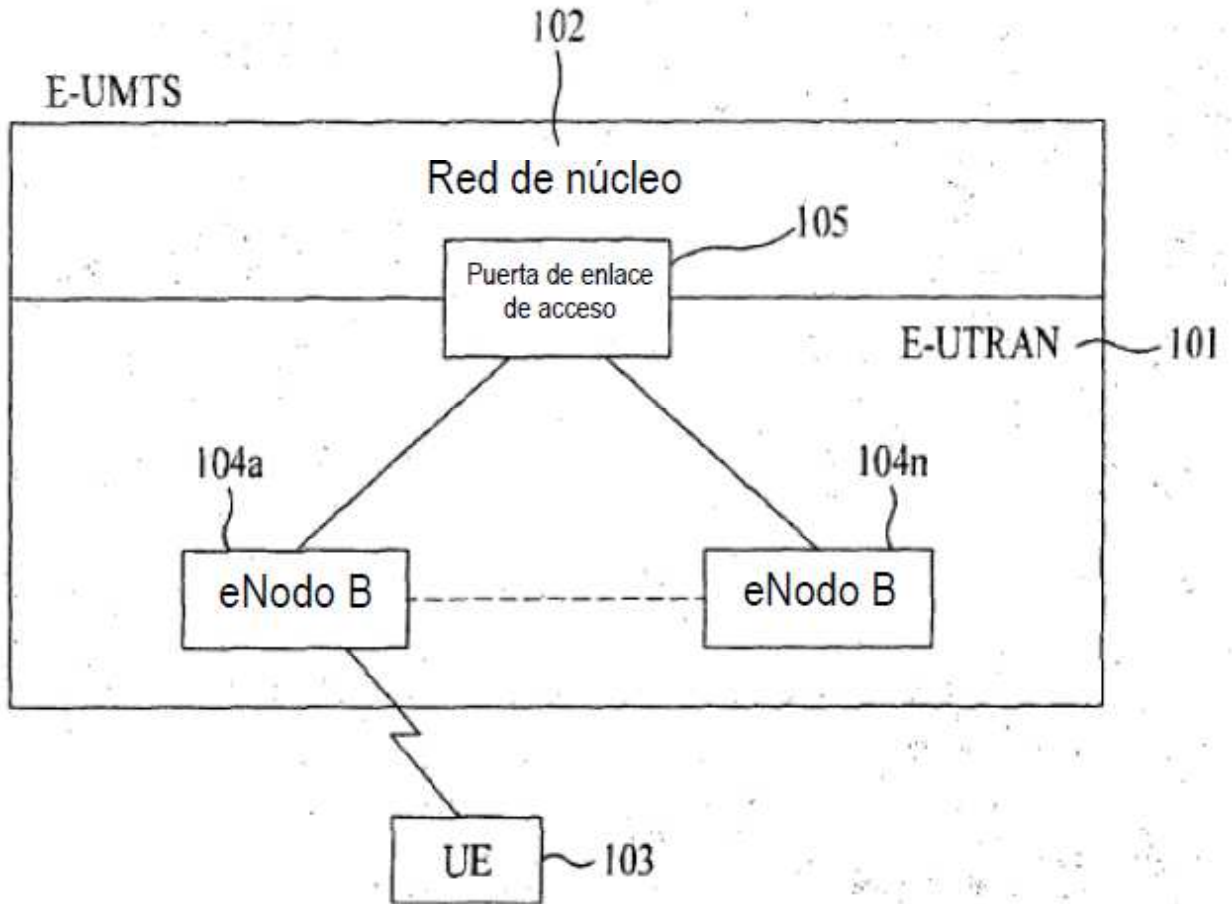 102
E-UMTS
Red de núcleo
105
Puerta de enlace
de acceso
E-UTRAN
101
104a
104n
eNodo B
eNodo B
UE
103